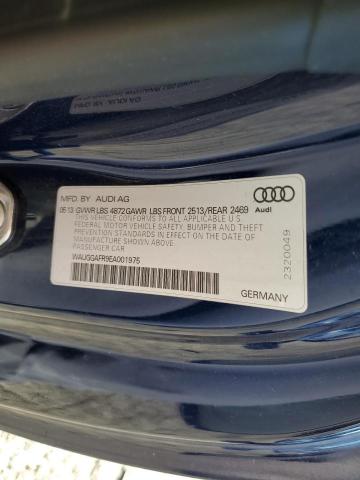 MFD. BY AUDI AG
06.13 GVWR LBS 4872 GAWR LBS FRONT 2513/REAR 2469
THIS VEHICLE CONFORMS TO ALL APPLICABLE U.S.
FEDERAL MOTOR VEHICLE SAFETY, BUMPER AND THEFT
PREVENTION STANDARDS IN EFFECT ON THE DATE OF
MANUFACTURE SHOWN ABOVE.
PASSENGER CAR
WAUGGAFR9EA001975
Audi
2320049
GERMANY